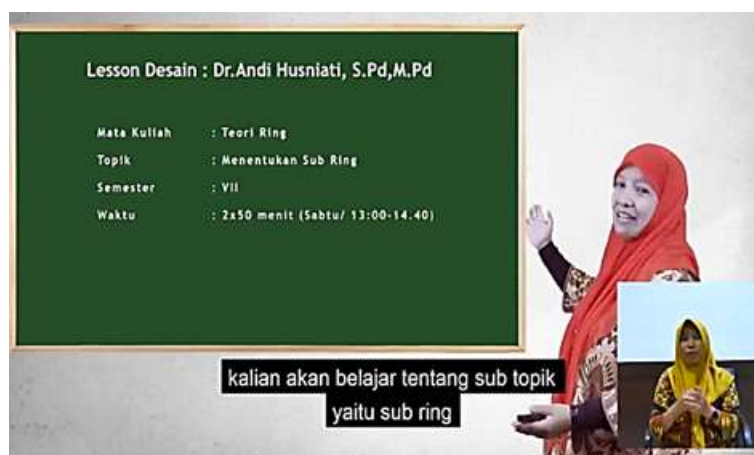 Lesson Desain : Dr.Andi Husniati, S.Pd,M.Pd
Mata Kuliah : Teori Ring
Topik : Menentukan Sub Ring
Semester : VII
Waktu : 2x50 menit (Sabtu/ 13:00-14.40)
kalian akan belajar tentang sub topik
yaitu sub ring